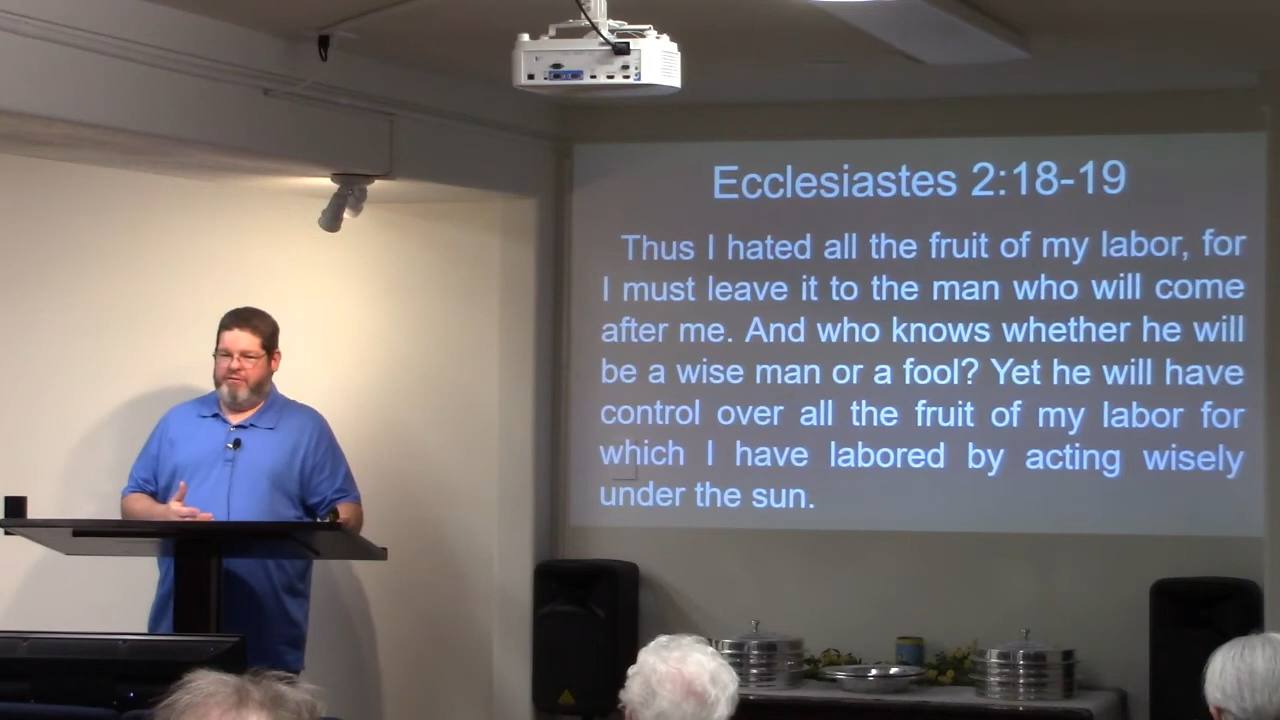 Ecclesiastes 2:18-19
Thus I hated all the fruit of my labor, for
I must leave it to the man who will come
after me. And who knows whether he will
be a wise man or a fool? Yet he will have
control over all the fruit of my labor for
which I have labored by acting wisely
under the sun.